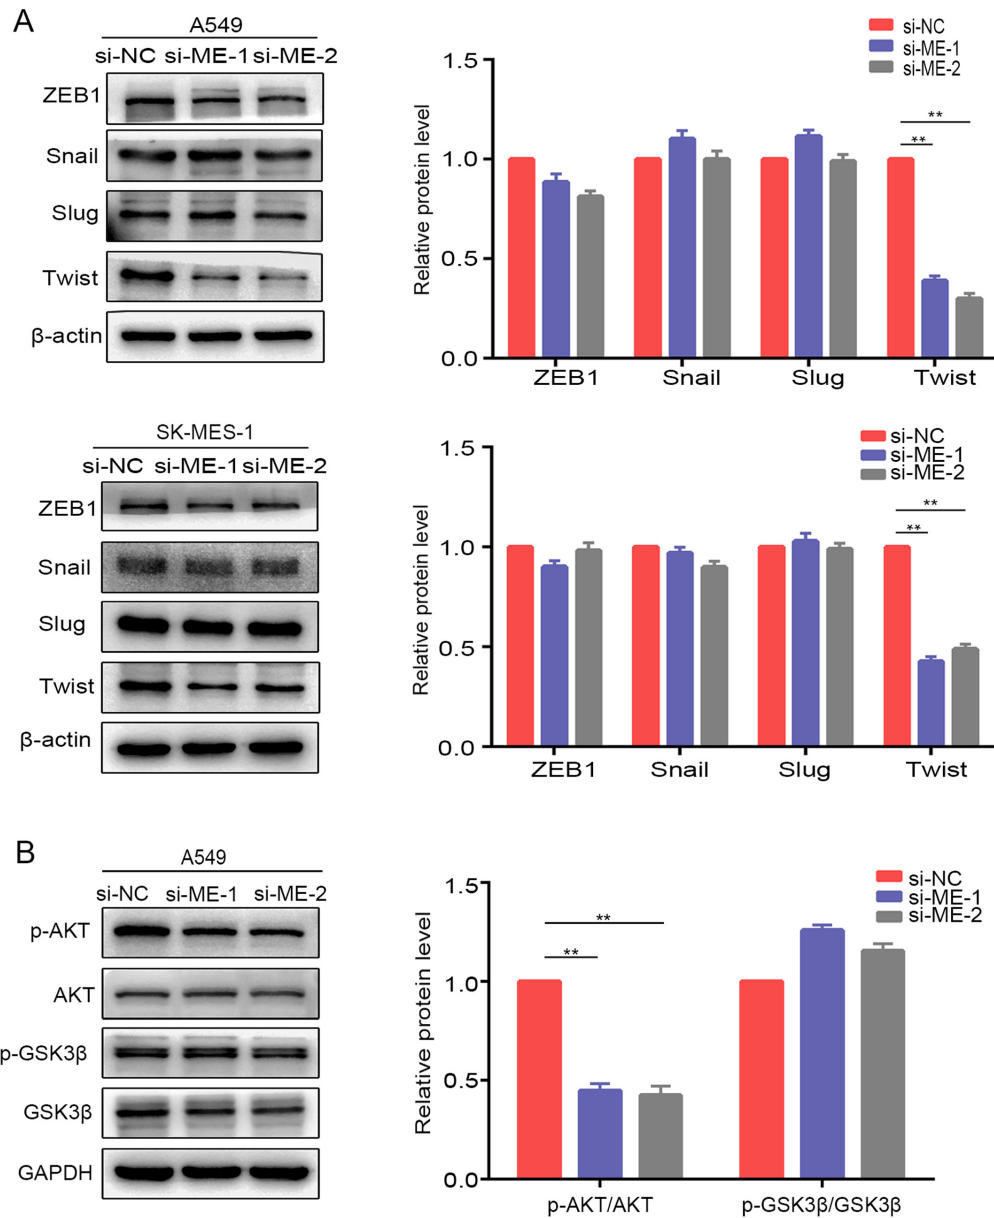 A
A549
si-NC si-ME-1 si-ME-2
ZEB1
Snail
Slug
Twist
β-actin
si-NC
si-ME-1
si-ME-2
Relative protein level
1.5
1.0
0.5
0.0
** **
ZEB1 Snail Slug Twist
SK-MES-1
si-NC si-ME-1 si-ME-2
ZEB1
Snail
Slug
Twist
β-actin
si-NC
si-ME-1
si-ME-2
Relative protein level
1.5
1.0
0.5
0.0
** **
ZEB1 Snail Slug Twist
B
A549
si-NC si-ME-1 si-ME-2
p-AKT
AKT
p-GSK3β
GSK3β
GAPDH
si-NC
si-ME-1
si-ME-2
Relative protein level
1.5
1.0
0.5
0.0
** **
p-AKT/AKT p-GSK3β/GSK3β